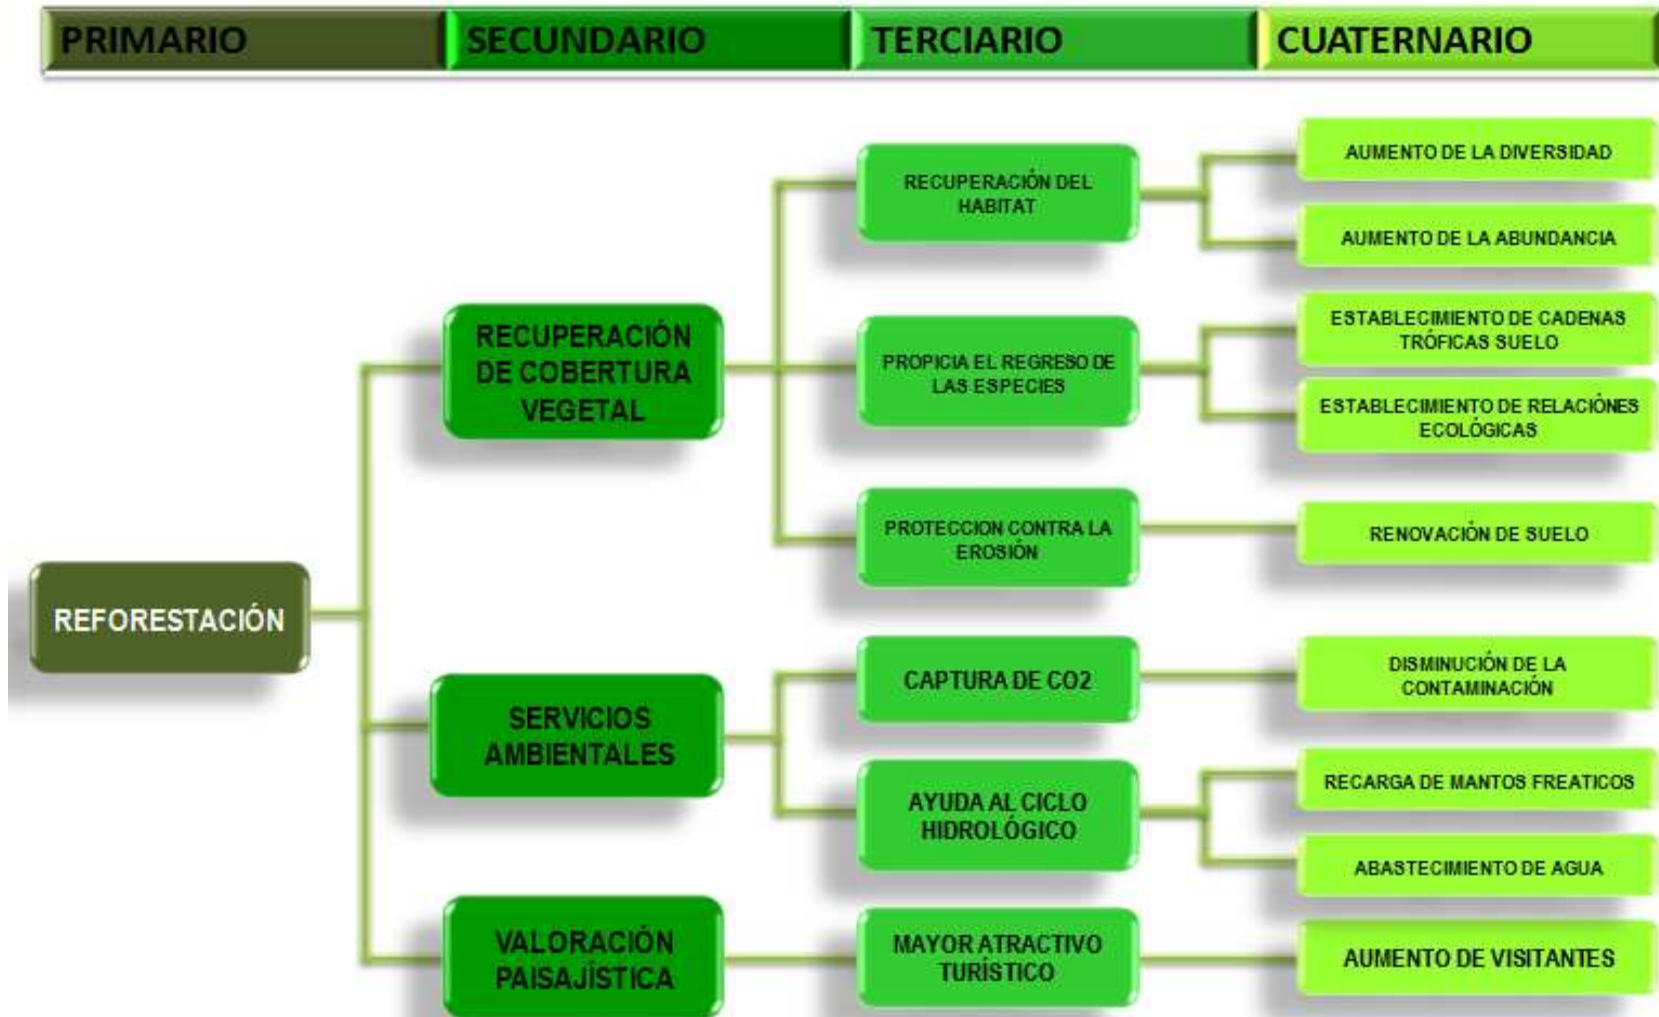 PRIMARIO
SECUNDARIO
TERCIARIO
CUATERNARIO
REFORESTACIÓN
RECUPERACIÓN
DE COBERTURA
VEGETAL
SERVICIOS
AMBIENTALES
VALORACIÓN
PAISAJÍSTICA
RECUPERACIÓN DEL
HABITAT
PROPICIA EL REGRESO DE
LAS ESPECIES
PROTECCION CONTRA LA
EROSIÓN
CAPTURA DE CO2
AYUDA AL CICLO
HIDROLÓGICO
MAYOR ATRACTIVO
TURÍSTICO
AUMENTO DE LA DIVERSIDAD
AUMENTO DE LA ABUNDANCIA
ESTABLECIMIENTO DE CADENAS
TRÓFICAS SUELO
ESTABLECIMIENTO DE RELACIÓNES
ECOLÓGICAS
RENOVACIÓN DE SUELO
DISMINUCIÓN DE LA
CONTAMINACIÓN
RECARGA DE MANTOS FREATICOS
ABASTECIMIENTO DE AGUA
AUMENTO DE VISITANTES